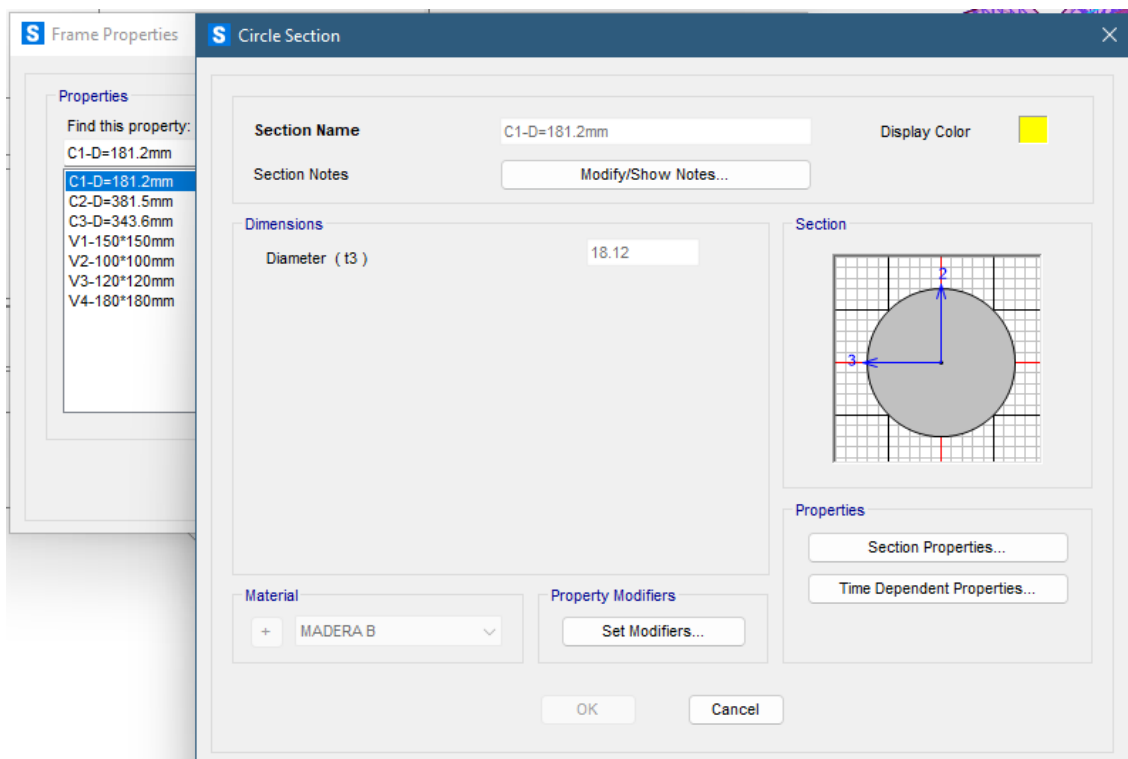 S Frame Properties
Properties
Find this property:
C1-D=181.2mm
C1-D=181.2mm
C2-D=381.5mm
C3-D=343.6mm
V1-150*150mm
V2-100*100mm
V3-120*120mm
V4-180*180mm
S Circle Section
Section Name C1-D=181.2mm Display Color
Section Notes Modify/Show Notes...
Dimensions
Diameter ( t3 ) 18.12
Section
2
3
Properties
Section Properties...
Time Dependent Properties...
Material
+ MADERA B
Property Modifiers
Set Modifiers...
OK Cancel